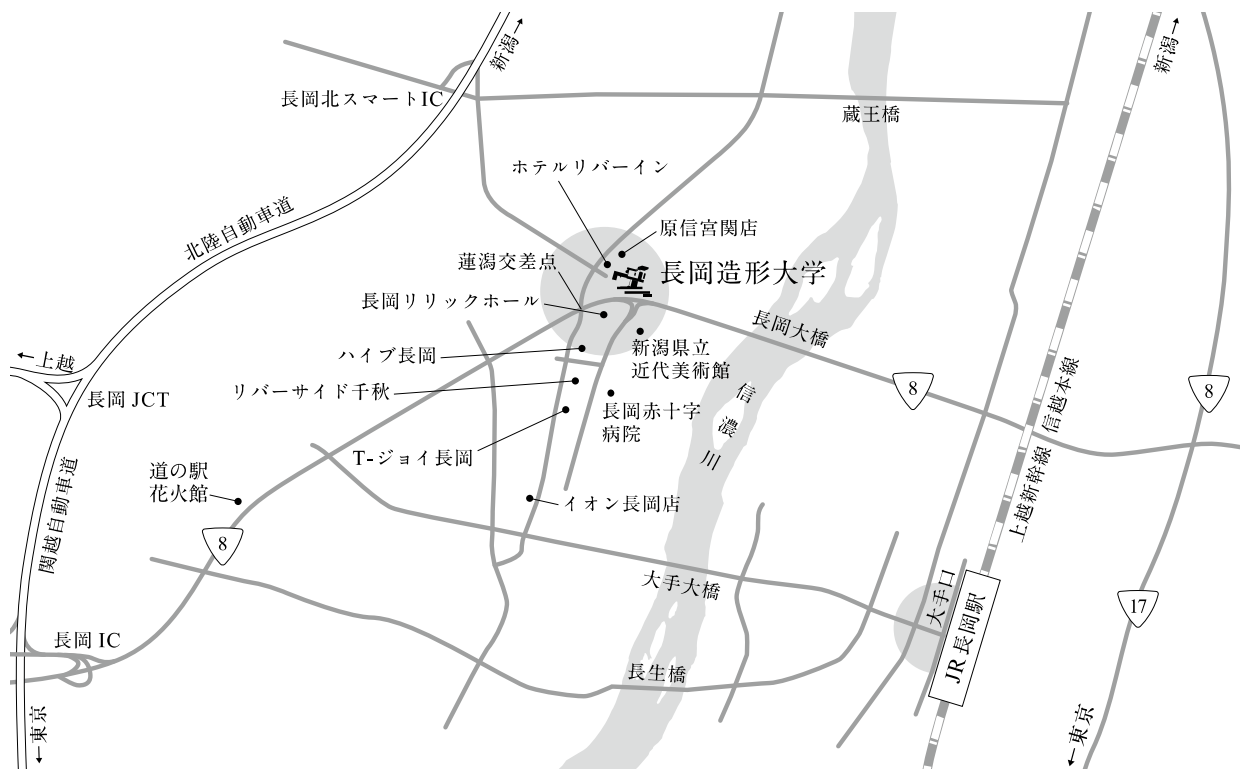 新潟→
新潟→
長岡北スマートIC
蔵王橋
ホテルリバーイン
北陸自動車道
原信宮関店
蓮潟交差点
長岡造形大学
長岡リリックホール
長岡大橋
ハイブ長岡
新潟県立
近代美術館
←上越
リバーサイド千秋
長岡 JCT
8
8
信濃川
長岡赤十字
病院
上越新幹線 信越本線
T-ジョイ長岡
道の駅
花火館
イオン長岡店
関越自動車道
8
大手大橋
大手口
17
長岡 IC
JR長岡駅
長生橋
←東京
←東京